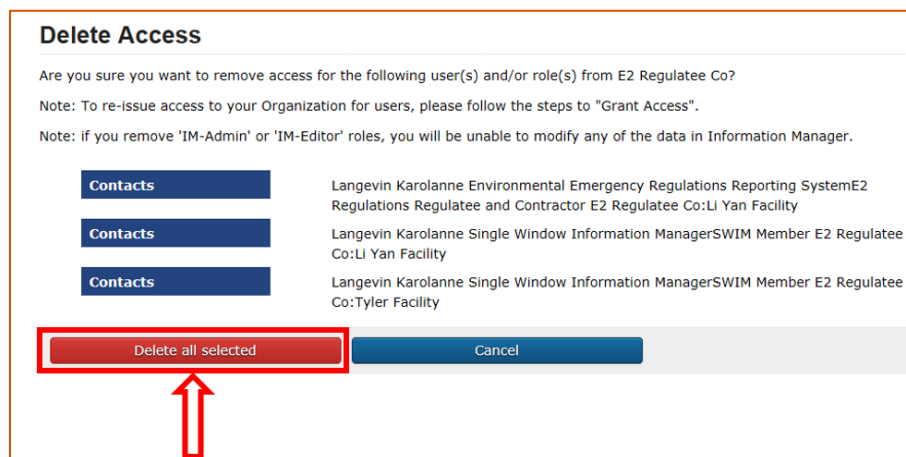 Delete Access
Are you sure you want to remove access for the following user(s) and/or role(s) from E2 Regulatee Co?
Note: To re-issue access to your Organization for users, please follow the steps to "Grant Access".
Note: if you remove 'IM-Admin' or 'IM-Editor' roles, you will be unable to modify any of the data in Information Manager.
Contacts
Langevin Karolanne Environmental Emergency Regulations Reporting SystemE2
Regulations Regulatee and Contractor E2 Regulatee Co:Li Yan Facility
Contacts
Langevin Karolanne Single Window Information ManagerSWIM Member E2 Regulatee
Co:Li Yan Facility
Contacts
Langevin Karolanne Single Window Information ManagerSWIM Member E2 Regulatee
Co:Tyler Facility
Delete all selected
Cancel